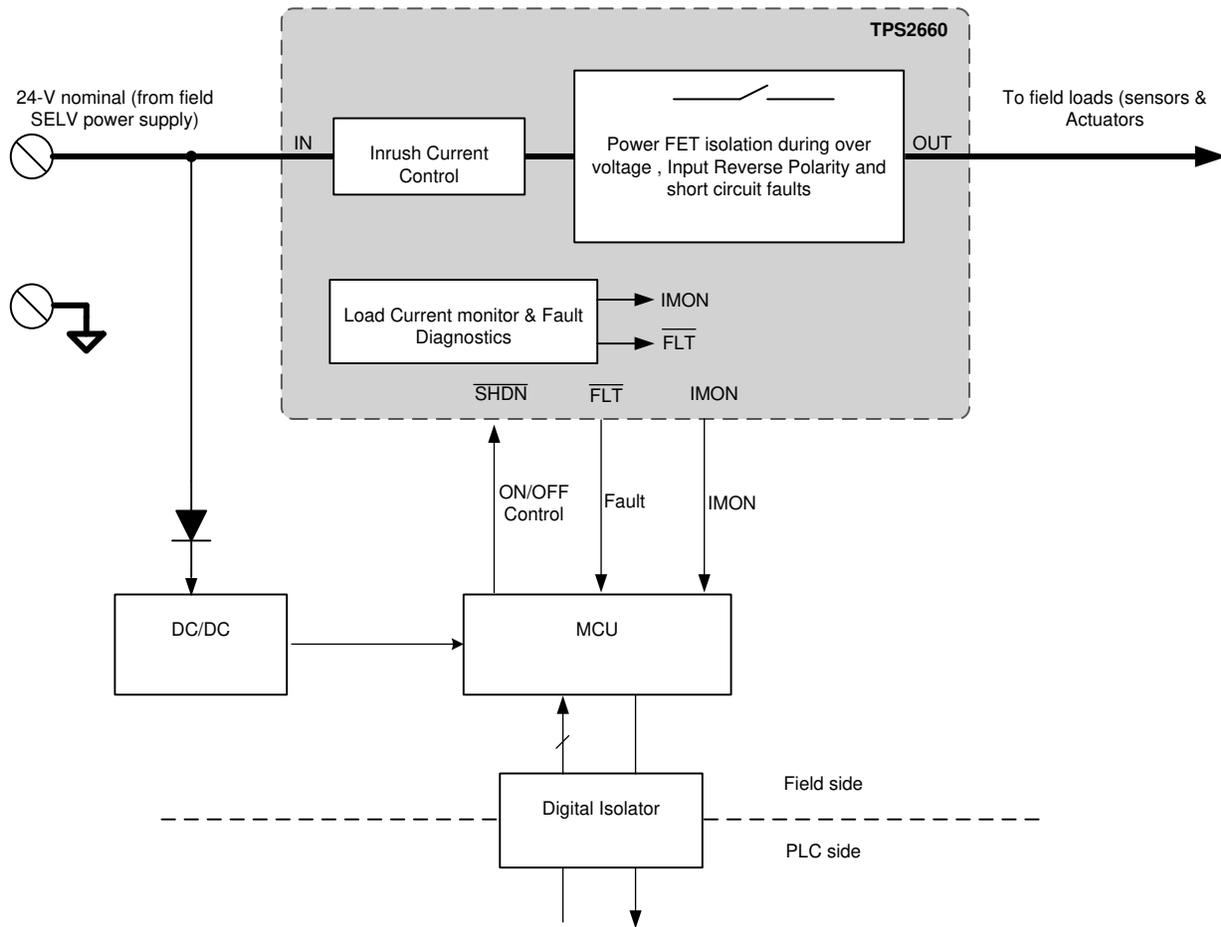 TPS2660
24-V nominal (from field
SELV power supply)
IN
Inrush Current
Control
Power FET isolation during over
voltage , Input Reverse Polarity and
short circuit faults
OUT
To field loads (sensors &
Actuators
Load Current monitor & Fault
Diagnostics
IMON
FLT
SHDN
FLT
IMON
ON/OFF
Control
Fault
IMON
DC/DC
MCU
Digital Isolator
Field side
PLC side